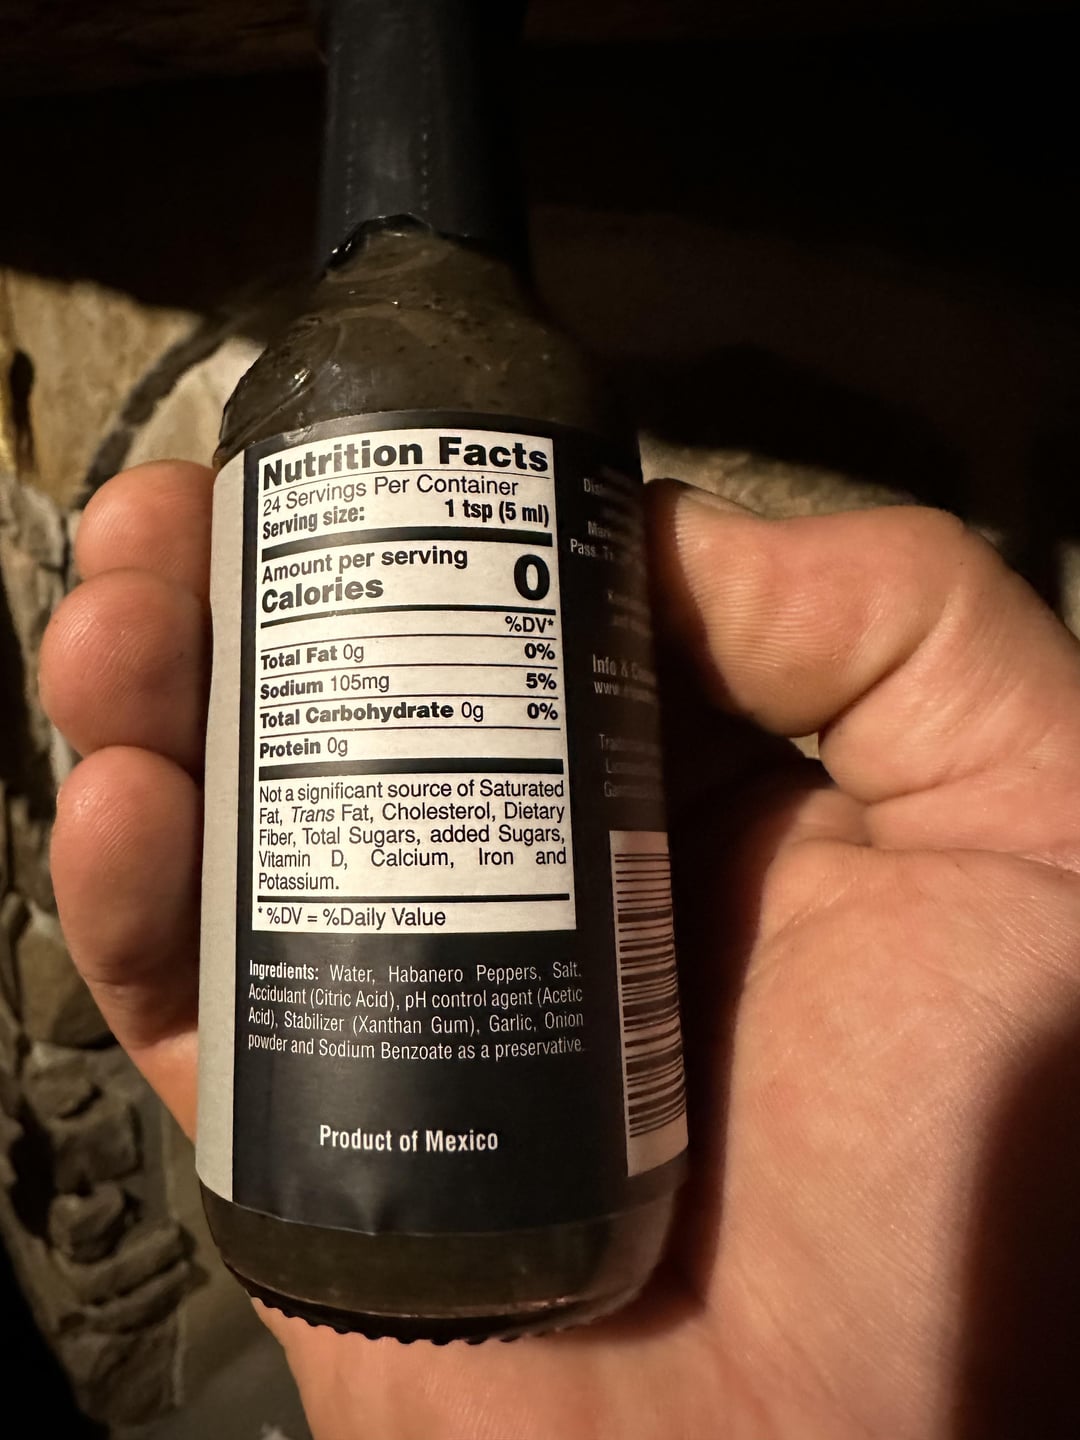 Nutrition Facts
24 Servings Per Container
Serving size: 1 tsp (5 ml)
Amount per serving
Calories 0
%DV*
Total Fat 0g 0%
Sodium 105mg 5%
Total Carbohydrate 0g 0%
Protein 0g
Not a significant source of Saturated
Fat, Trans Fat, Cholesterol, Dietary
Fiber, Total Sugars, added Sugars,
Vitamin D, Calcium, Iron and
Potassium.
* %DV = %Daily Value
Ingredients: Water, Habanero Peppers, Salt,
Accidulant (Citric Acid), pH control agent (Acetic
Acid), Stabilizer (Xanthan Gum), Garlic, Onion
powder and Sodium Benzoate as a preservative.
Product of Mexico
Pass.
Info &